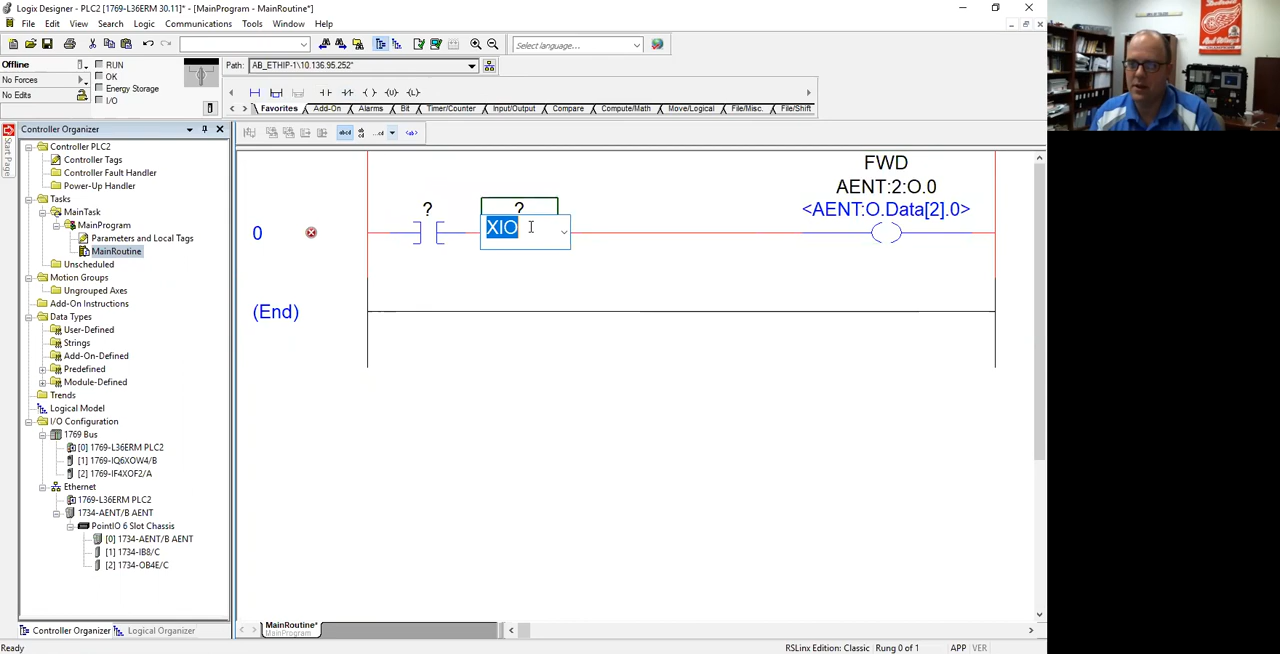 Logix Designer - PLC2 [1769-L36ERM 30.11]* - [MainProgram - MainRoutine]
File Edit View Search Logic Communications Tools Window Help
Select language...
Offline
RUN
No Forces
OK
Energy Storage
No Edits
I/O
Path: AB_ETHIP-1\10.136.95.252*
Favorites Add-On Alarms Bit Timer/Counter Input/Output Compare Compute/Math Move/Logical File/Misc. File/Shift
Start Page
Controller Organizer
Controller PLC2
Controller Tags
Controller Fault Handler
Power-Up Handler
Tasks
MainTask
MainProgram
Parameters and Local Tags
MainRoutine
Unscheduled
Motion Groups
Ungrouped Axes
Add-On Instructions
Data Types
User-Defined
Strings
Add-On-Defined
Predefined
Module-Defined
Trends
Logical Model
I/O Configuration
1769 Bus
[0] 1769-L36ERM PLC2
[1] 1769-IQ6XOW4/B
[2] 1769-IF4XOF2/A
Ethernet
1769-L36ERM PLC2
1734-AENT/B AENT
PointIO 6 Slot Chassis
[0] 1734-AENT/B AENT
[1] 1734-IB8/C
[2] 1734-OB4E/C
Controller Organizer Logical Organizer
FWD
AENT:2:O.0
<AENT:O.Data[2].0>
? ?
XIO
0
(End)
MainRoutine*
MainProgram
Ready
RSLinx Edition: Classic Rung 0 of 1 APP VER